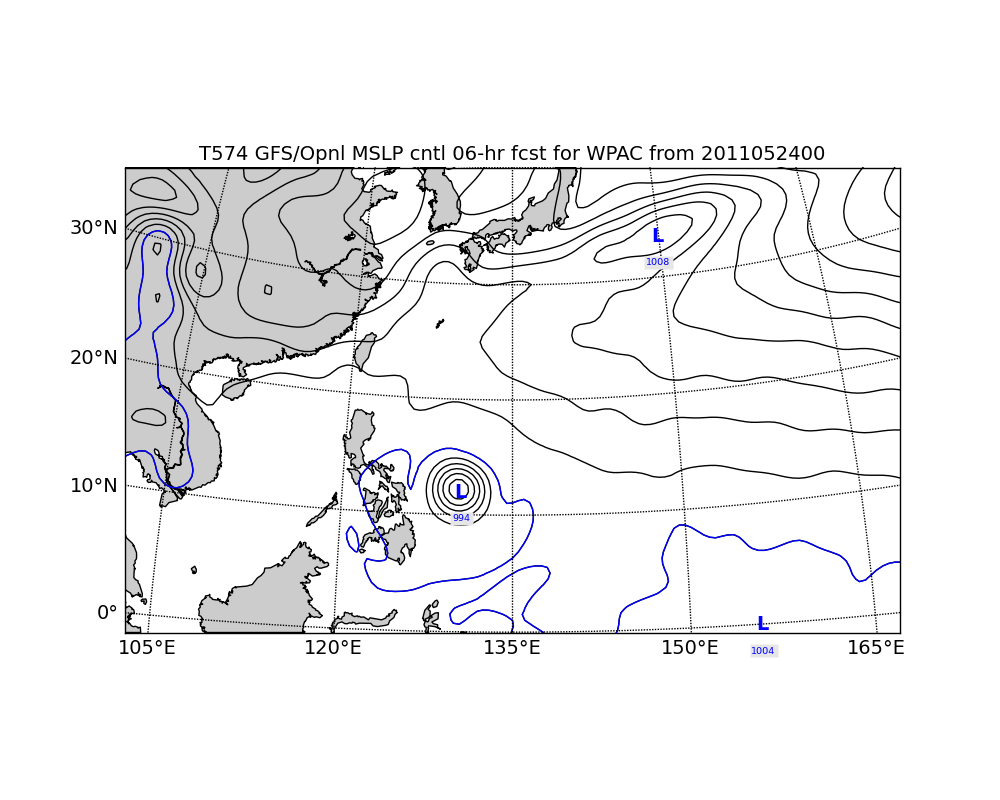 T574 GFS/Opnl MSLP cntl 06-hr fcst for WPAC from 2011052400
30°N
L
1008
20°N
10°N
L
994
0°
L
105°E 120°E 135°E 150°E 165°E
1004